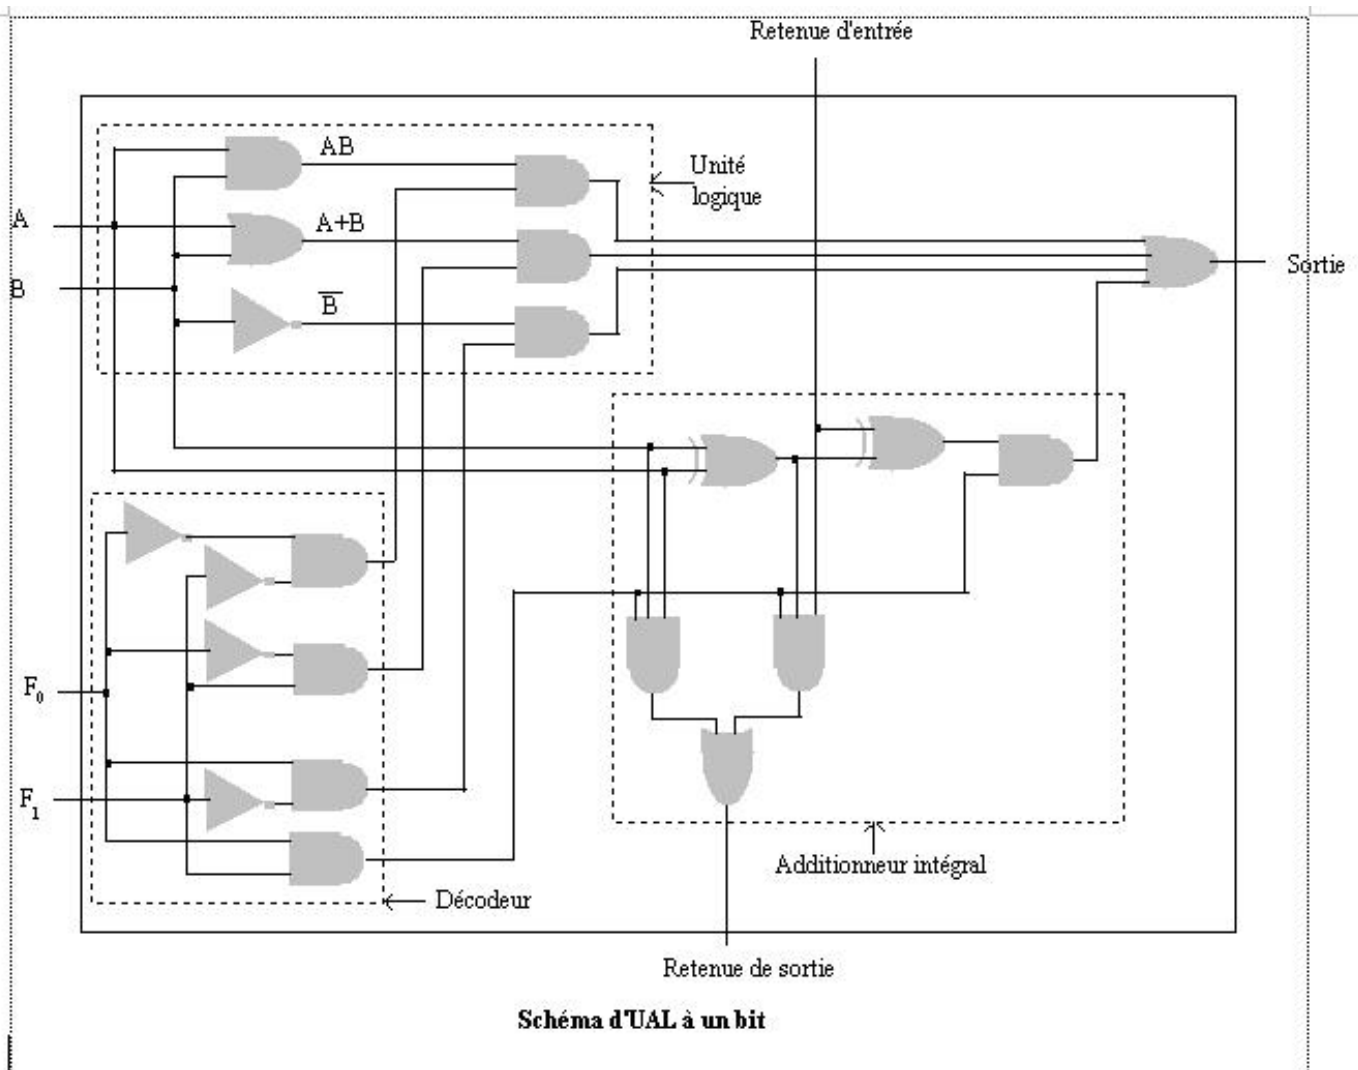 Retenue d'entrée
AB
Unité
logique
A
A+B
Sortie
B
B̅
F₀
F₁
Additionneur intégral
Décodeur
Retenue de sortie
Schéma d'UAL à un bit